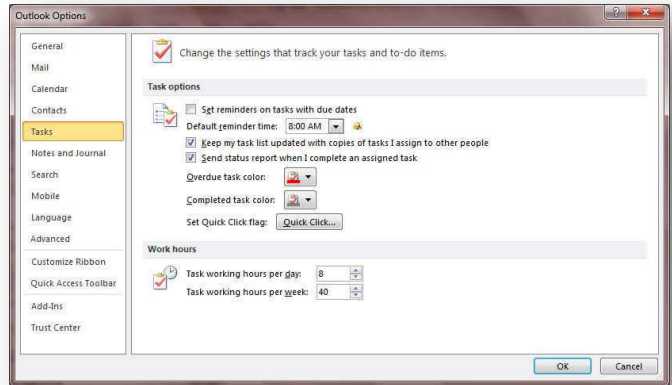 Outlook Options
General
Mail
Calendar
Contacts
Tasks
Notes and Journal
Search
Mobile
Language
Advanced
Customize Ribbon
Quick Access Toolbar
Add-Ins
Trust Center
Change the settings that track your tasks and to-do items.
Task options
Set reminders on tasks with due dates
Default reminder time: 8:00 AM
Keep my task list updated with copies of tasks I assign to other people
Send status report when I complete an assigned task
Overdue task color:
Completed task color:
Set Quick Click flag: Quick Click...
Work hours
Task working hours per day: 8
Task working hours per week: 40
OK Cancel